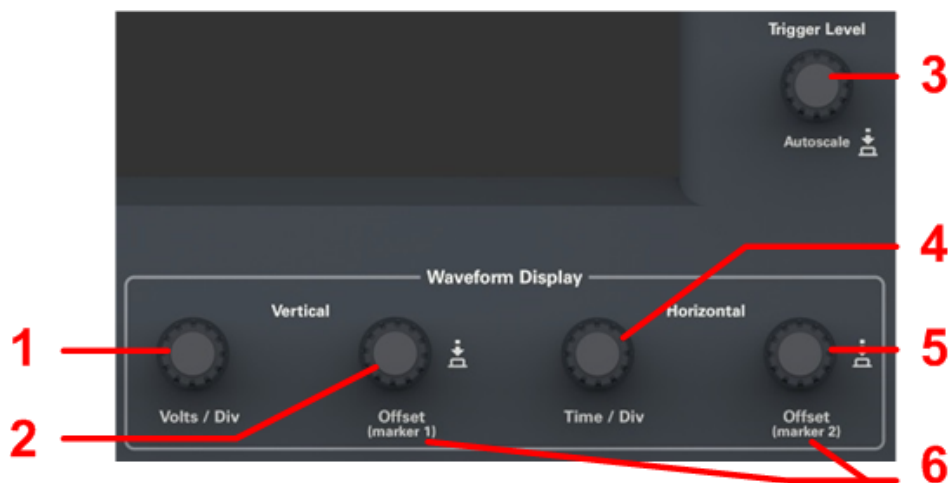 Trigger Level
3
Autoscale
4
Waveform Display
Vertical
Horizontal
1
5
Volts / Div
Offset
(marker 1)
Time / Div
Offset
(marker 2)
2
6